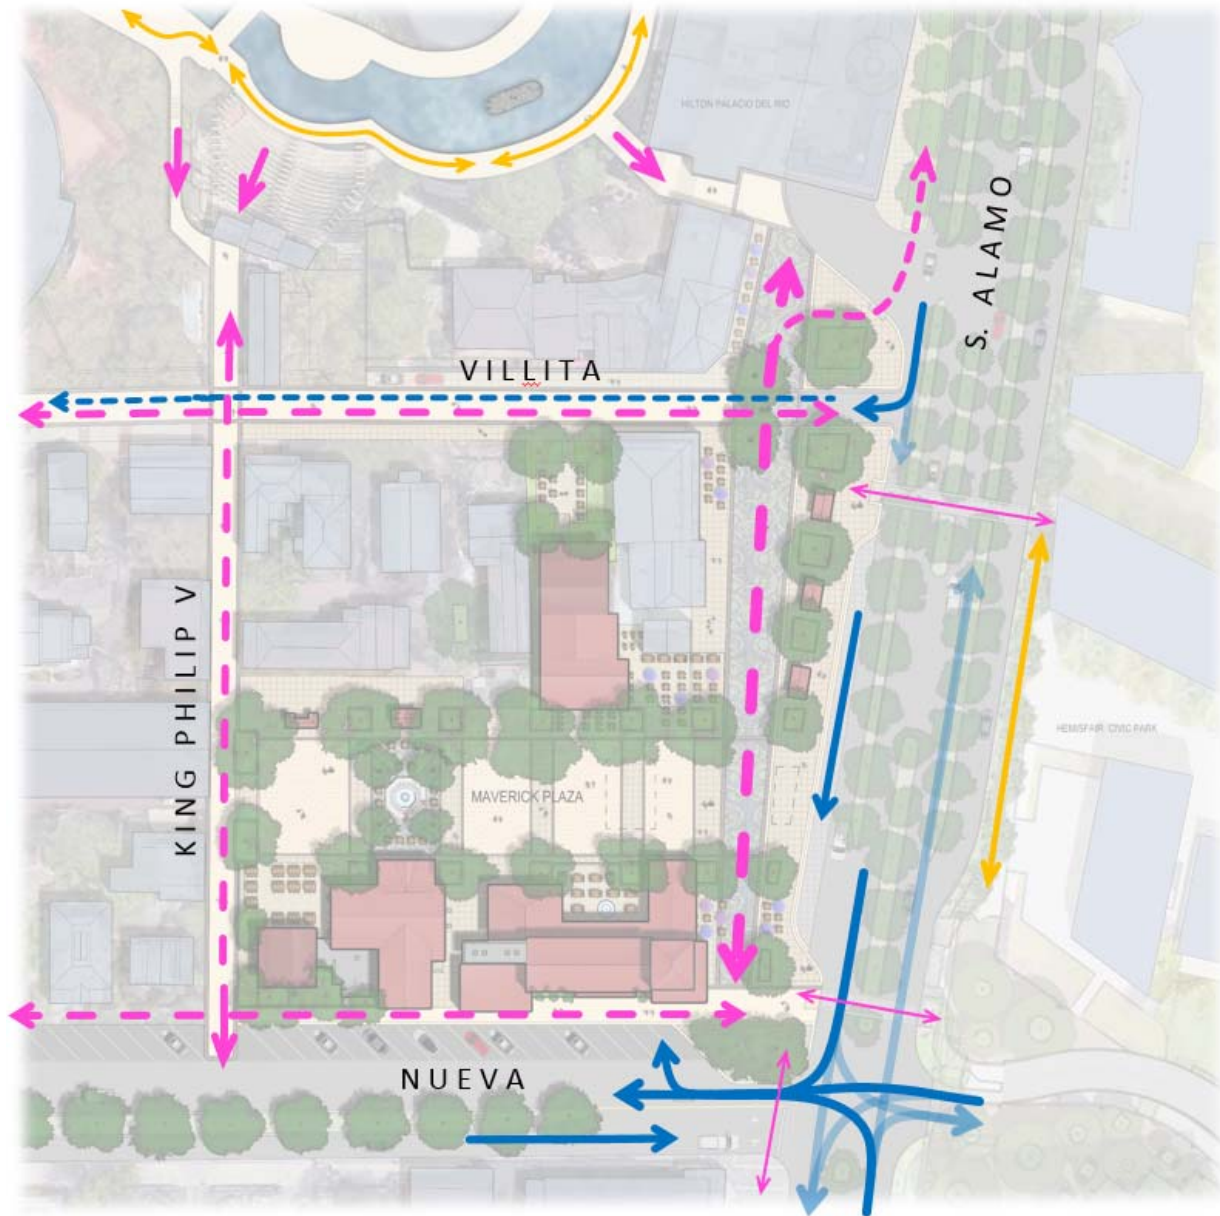 HILTON PALACIO DEL RIO
S. ALAMO
VILLITA
KING PHILIP V
HEMISFAIR CIVIC PARK
MAVERICK PLAZA
NUEVA